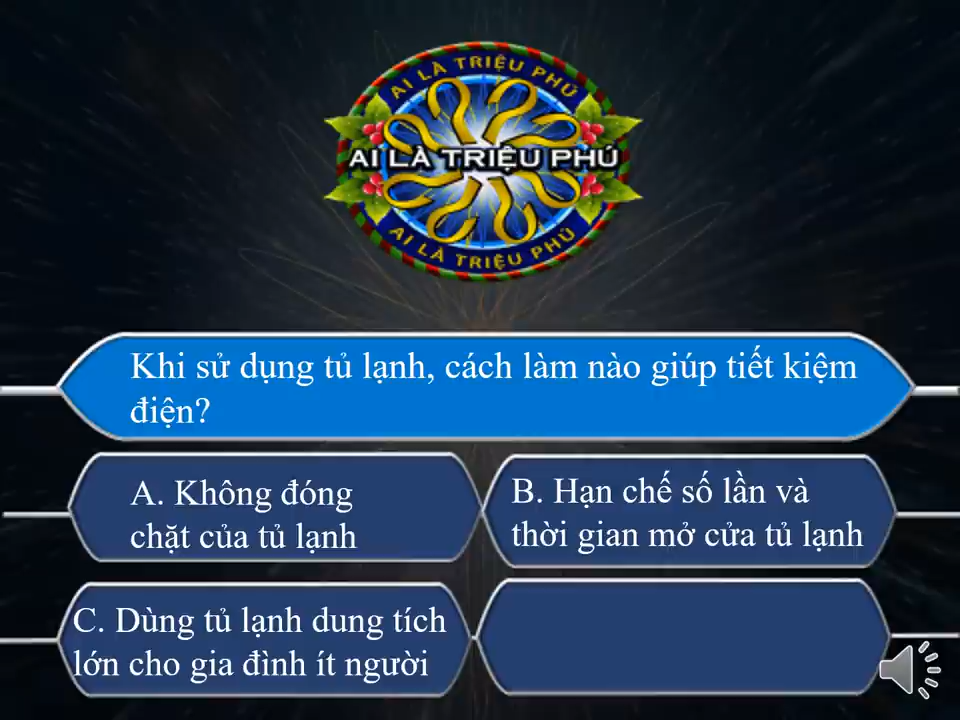 AI LÀ TRIỆU PHÚ
AI LÀ TRIỆU PHÚ
AI LÀ TRIỆU PHÚ
Khi sử dụng tủ lạnh, cách làm nào giúp tiết kiệm
điện?
A. Không đóng
chặt của tủ lạnh
B. Hạn chế số lần và
thời gian mở cửa tủ lạnh
C. Dùng tủ lạnh dung tích
lớn cho gia đình ít người